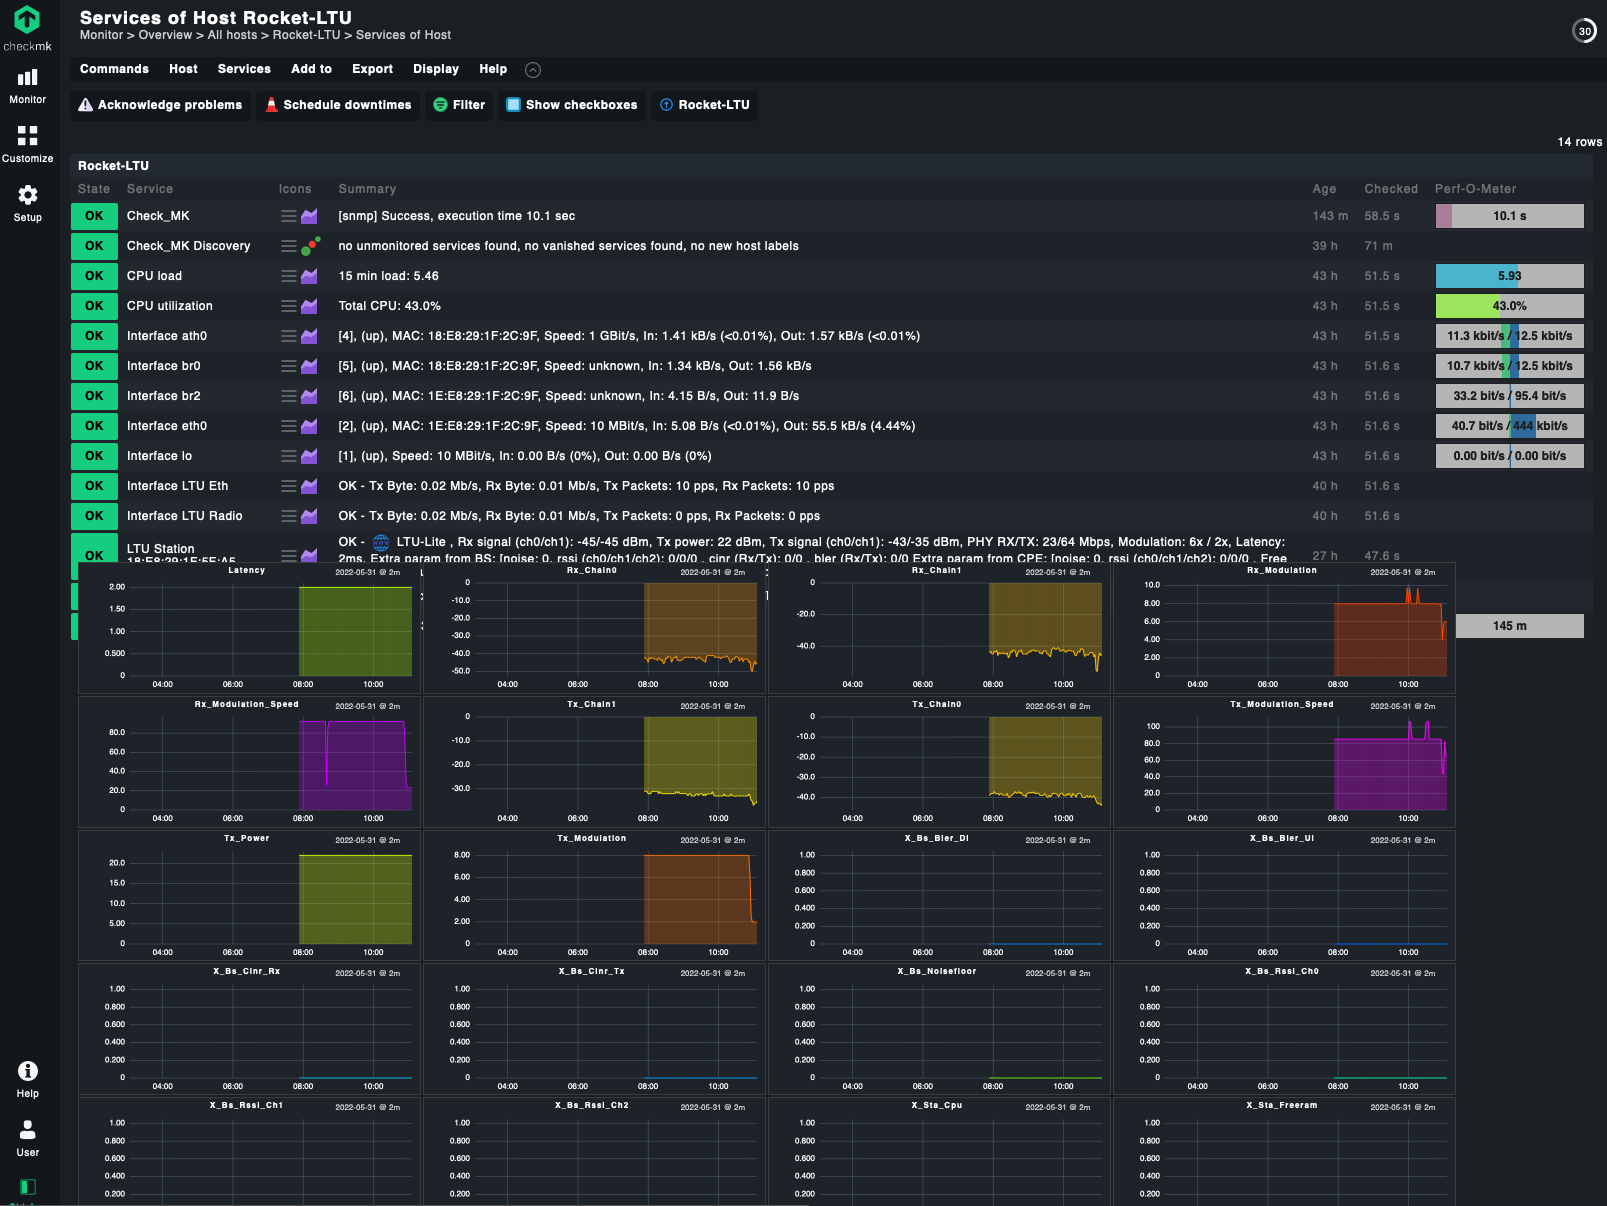 Services of Host Rocket-LTU
Monitor > Overview > All hosts > Rocket-LTU > Services of Host
30
checkmk
Monitor
Customize
Setup
Commands Host Services Add to Export Display Help
Acknowledge problems Schedule downtimes Filter Show checkboxes Rocket-LTU
14 rows
Rocket-LTU
State Service Icons Summary Age Checked Perf-O-Meter
OK Check_MK [snmp] Success, execution time 10.1 sec 143 m 58.5 s 10.1 s
OK Check_MK Discovery no unmonitored services found, no vanished services found, no new host labels 39 h 71 m
OK CPU load 15 min load: 5.46 43 h 51.5 s 5.93
OK CPU utilization Total CPU: 43.0% 43 h 51.5 s 43.0%
OK Interface ath0 [4], (up), MAC: 18:E8:29:1F:2C:9F, Speed: 1 GBit/s, In: 1.41 kB/s (<0.01%), Out: 1.57 kB/s (<0.01%) 43 h 51.5 s 11.3 kbit/s / 12.5 kbit/s
OK Interface br0 [5], (up), MAC: 18:E8:29:1F:2C:9F, Speed: unknown, In: 1.34 kB/s, Out: 1.56 kB/s 43 h 51.6 s 10.7 kbit/s / 12.5 kbit/s
OK Interface br2 [6], (up), MAC: 1E:E8:29:1F:2C:9F, Speed: unknown, In: 4.15 B/s, Out: 11.9 B/s 43 h 51.6 s 33.2 bit/s / 95.4 bit/s
OK Interface eth0 [2], (up), MAC: 1E:E8:29:1F:2C:9F, Speed: 10 MBit/s, In: 5.08 B/s (<0.01%), Out: 55.5 kB/s (4.44%) 43 h 51.6 s 40.7 bit/s / 444 kbit/s
OK Interface lo [1], (up), Speed: 10 MBit/s, In: 0.00 B/s (0%), Out: 0.00 B/s (0%) 43 h 51.6 s 0.00 bit/s / 0.00 bit/s
OK Interface LTU Eth OK - Tx Byte: 0.02 Mb/s, Rx Byte: 0.01 Mb/s, Tx Packets: 10 pps, Rx Packets: 10 pps 40 h 51.6 s
OK Interface LTU Radio OK - Tx Byte: 0.02 Mb/s, Rx Byte: 0.01 Mb/s, Tx Packets: 0 pps, Rx Packets: 0 pps 40 h 51.6 s
OK LTU Station OK - LTU-Lite , Rx signal (ch0/ch1): -45/-45 dBm, Tx power: 22 dBm, Tx signal (ch0/ch1): -43/-35 dBm, PHY RX/TX: 23/64 Mbps, Modulation: 6x / 2x, Latency: 27 h 47.6 s
18:E8:29:1F:5E:A5 2ms, Extra param from BS: [noise: 0, rssi (ch0/ch1/ch2): 0/0/0 , cinr (Rx/Tx): 0/0 , bler (Rx/Tx): 0/0 Extra param from CPE: [noise: 0, rssi (ch0/ch1/ch2): 0/0/0 , Free
145 m
Latency 2022-05-31 @ 2m
2.00
1.50
1.00
0.500
0
04:00 06:00 08:00 10:00
Rx_Chain0 2022-05-31 @ 2m
0
-10.0
-20.0
-30.0
-40.0
-50.0
04:00 06:00 08:00 10:00
Rx_Chain1 2022-05-31 @ 2m
0
-20.0
-40.0
04:00 06:00 08:00 10:00
Rx_Modulation 2022-05-31 @ 2m
10.0
8.00
6.00
4.00
2.00
0
04:00 06:00 08:00 10:00
Rx_Modulation_Speed 2022-05-31 @ 2m
80.0
60.0
40.0
20.0
0
04:00 06:00 08:00 10:00
Tx_Chain1 2022-05-31 @ 2m
0
-10.0
-20.0
-30.0
04:00 06:00 08:00 10:00
Tx_Chain0 2022-05-31 @ 2m
0
-10.0
-20.0
-30.0
-40.0
04:00 06:00 08:00 10:00
Tx_Modulation_Speed 2022-05-31 @ 2m
100
80.0
60.0
40.0
20.0
0
04:00 06:00 08:00 10:00
Tx_Power 2022-05-31 @ 2m
20.0
15.0
10.0
5.00
0
04:00 06:00 08:00 10:00
Tx_Modulation 2022-05-31 @ 2m
8.00
6.00
4.00
2.00
0
04:00 06:00 08:00 10:00
X_Bs_Bler_Dl 2022-05-31 @ 2m
1.00
0.800
0.600
0.400
0.200
0
04:00 06:00 08:00 10:00
X_Bs_Bler_Ul 2022-05-31 @ 2m
1.00
0.800
0.600
0.400
0.200
0
04:00 06:00 08:00 10:00
X_Bs_Cinr_Rx 2022-05-31 @ 2m
1.00
0.800
0.600
0.400
0.200
0
04:00 06:00 08:00 10:00
X_Bs_Cinr_Tx 2022-05-31 @ 2m
1.00
0.800
0.600
0.400
0.200
0
04:00 06:00 08:00 10:00
X_Bs_Noisefloor 2022-05-31 @ 2m
1.00
0.800
0.600
0.400
0.200
0
04:00 06:00 08:00 10:00
X_Bs_Rssi_Ch0 2022-05-31 @ 2m
1.00
0.800
0.600
0.400
0.200
0
04:00 06:00 08:00 10:00
X_Bs_Rssi_Ch1 2022-05-31 @ 2m
1.00
0.800
0.600
0.400
0.200
X_Bs_Rssi_Ch2 2022-05-31 @ 2m
1.00
0.800
0.600
0.400
0.200
X_Sta_Cpu 2022-05-31 @ 2m
1.00
0.800
0.600
0.400
0.200
X_Sta_Freeram 2022-05-31 @ 2m
1.00
0.800
0.600
0.400
0.200
Help
User